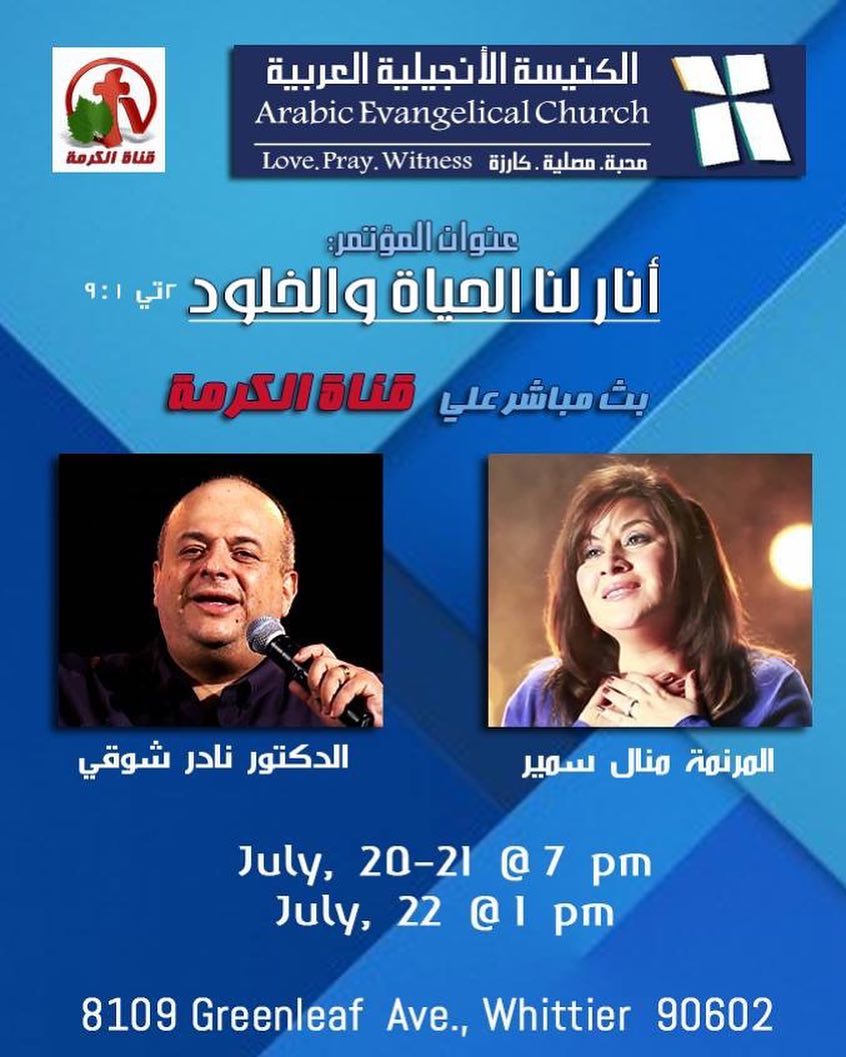 tv
قناة الكرمة
الكنيسة الأنجيلية العربية
Arabic Evangelical Church
Love. Pray. Witness محبة. مصلية. كارزة
عنوان المؤتمر:
أنار لنا الحياة والخلود ٢تي ١:٩
بث مباشر علي قناة الكرمة
الدكتور نادر شوقي
المرنمة منال سمير
July, 20-21 @ 7 pm
July, 22 @ 1 pm
8109 Greenleaf Ave., Whittier 90602